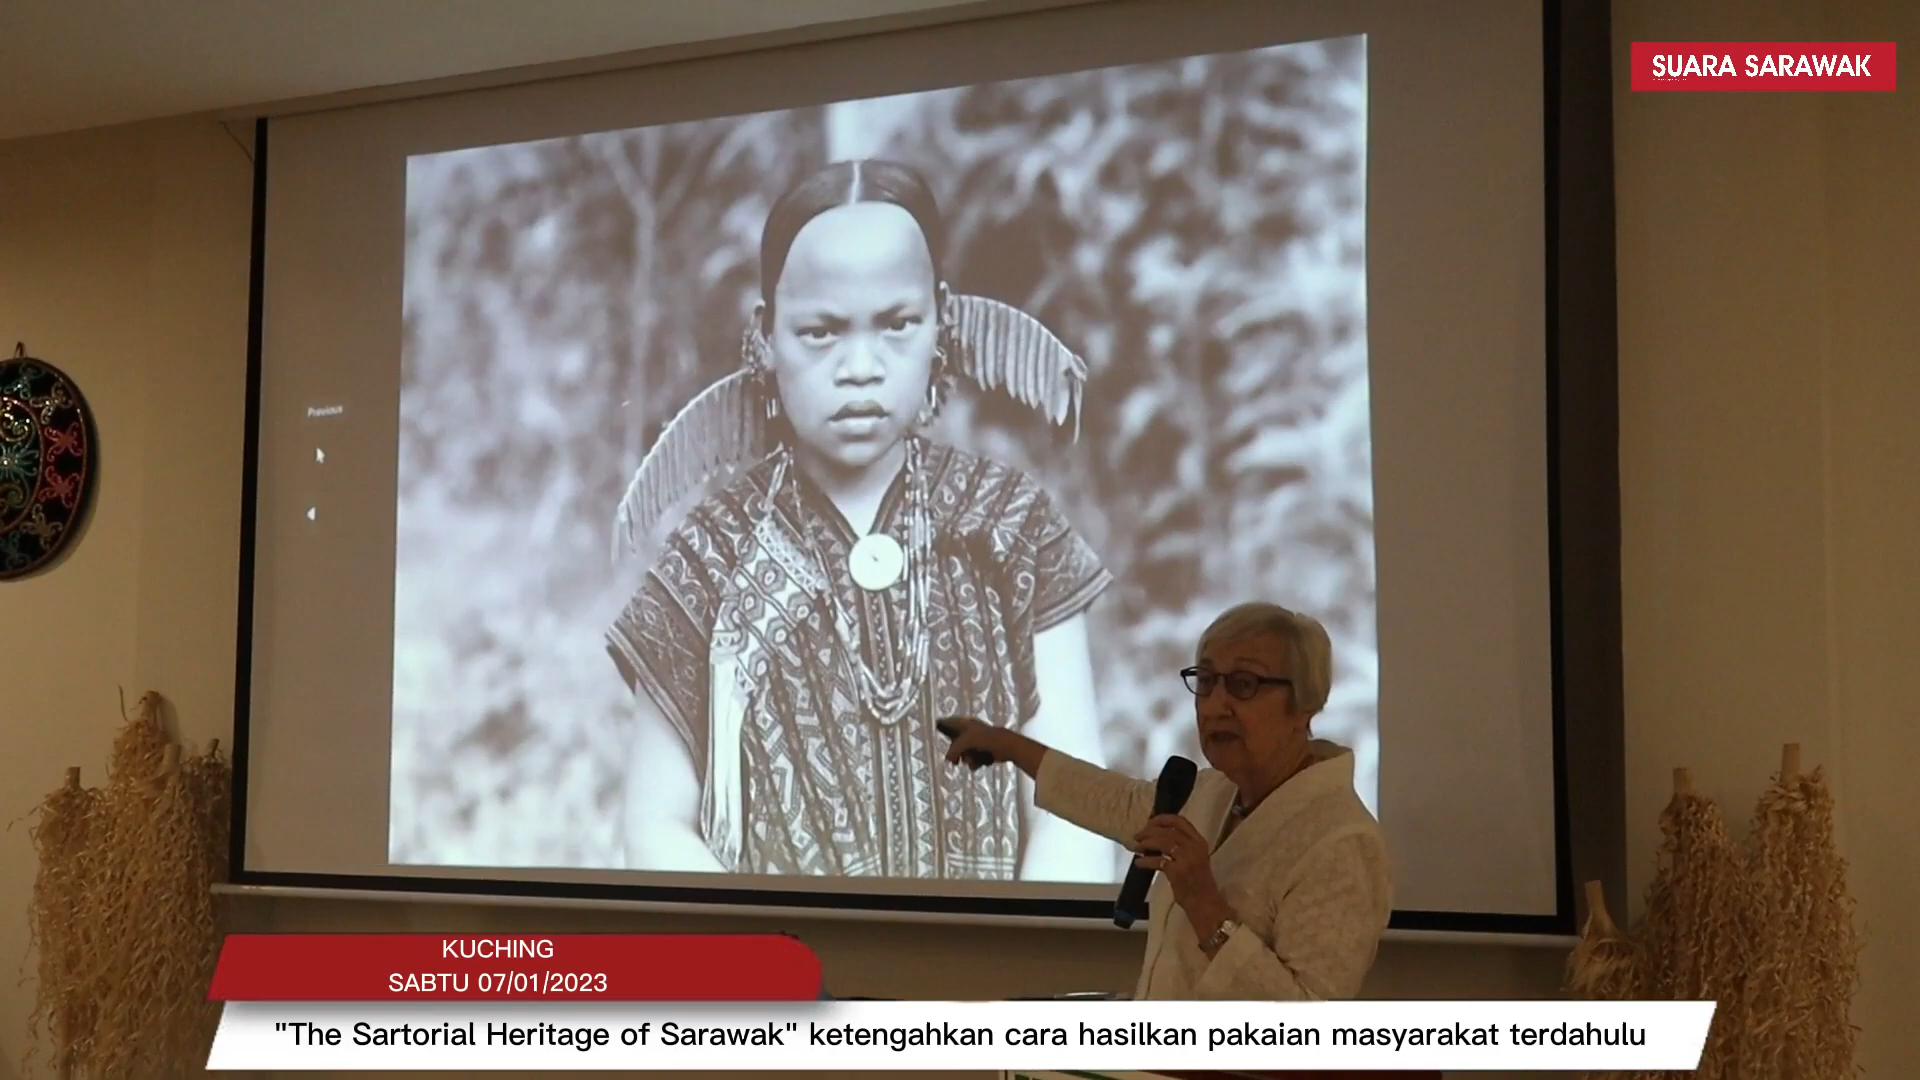 SUARA SARAWAK
Previous
KUCHING
SABTU 07/01/2023
"The Sartorial Heritage of Sarawak" ketengahkan cara hasilkan pakaian masyarakat terdahulu